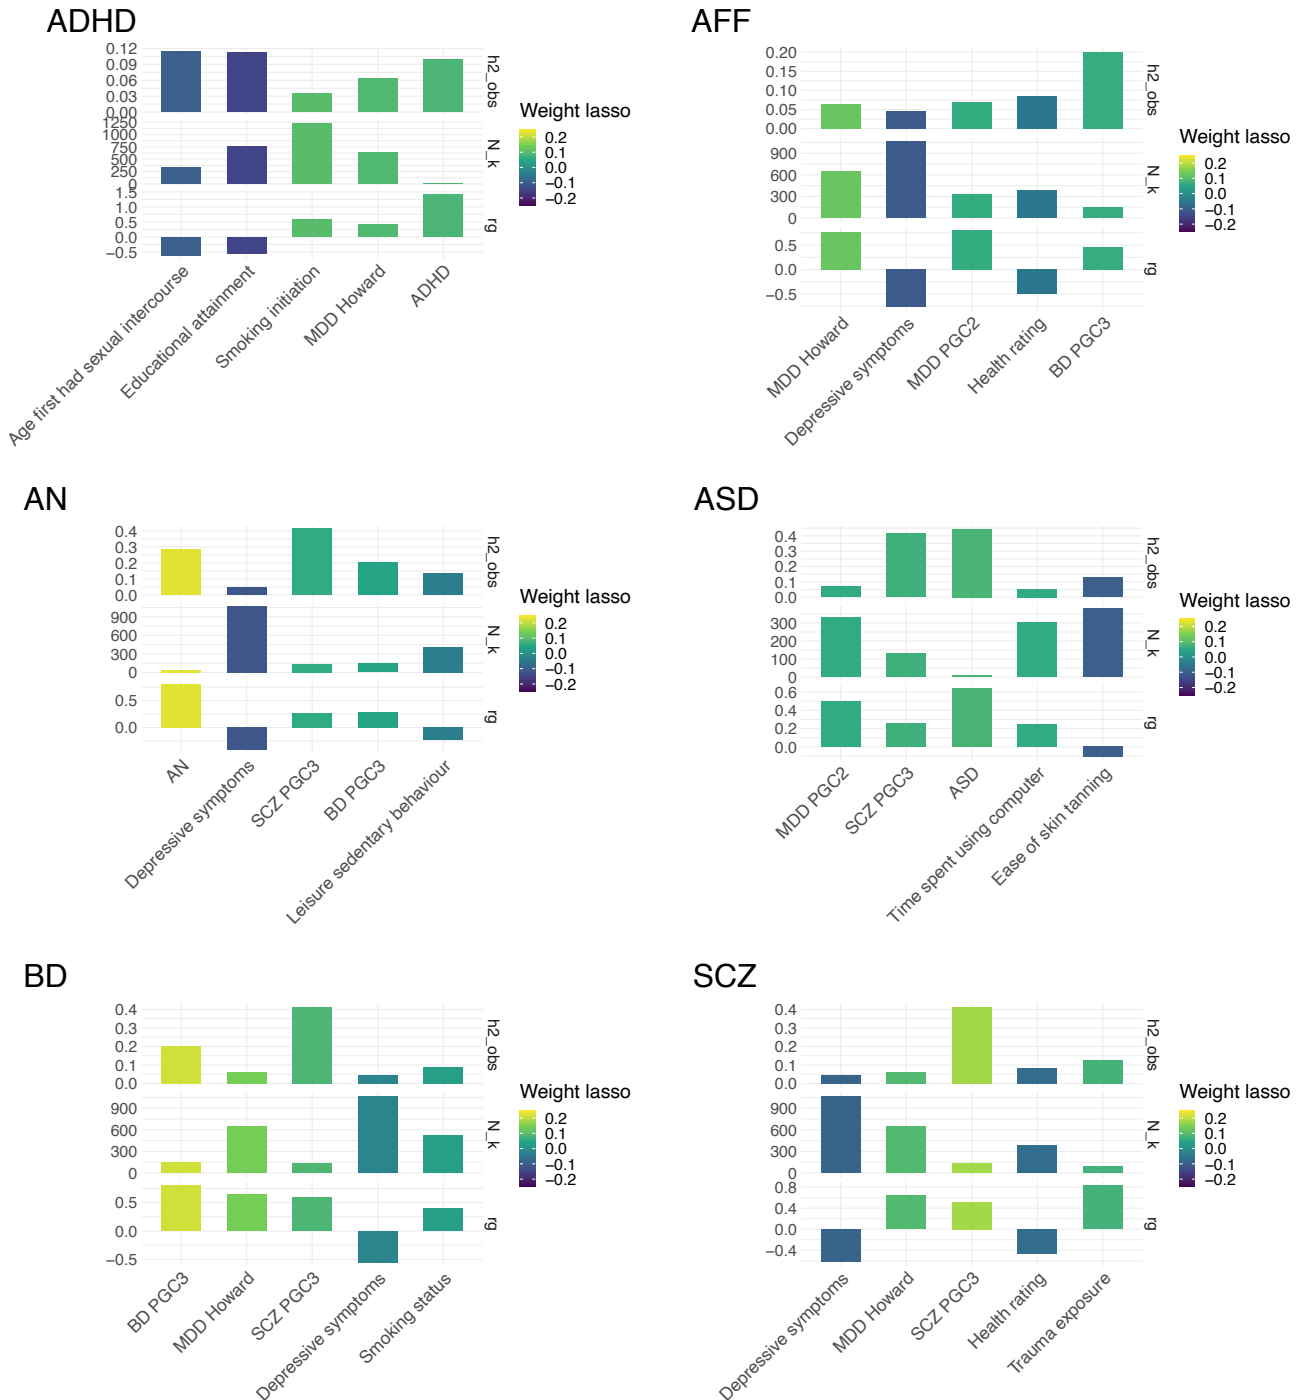 ADHD
0.12
0.09
0.06
0.03
0.00
h2_obs
1250
1000
750
500
250
0
N_k
1.5
1.0
0.5
0.0
−0.5
rg
Age first had sexual intercourse
Educational attainment
Smoking initiation
MDD Howard
ADHD
Weight lasso
0.2
0.1
0.0
−0.1
−0.2
AFF
0.20
0.15
0.10
0.05
0.00
h2_obs
900
600
300
0
N_k
0.5
0.0
−0.5
rg
MDD Howard
Depressive symptoms
MDD PGC2
Health rating
BD PGC3
Weight lasso
0.2
0.1
0.0
−0.1
−0.2
AN
0.4
0.3
0.2
0.1
0.0
h2_obs
900
600
300
0
N_k
0.5
0.0
rg
AN
Depressive symptoms
SCZ PGC3
BD PGC3
Leisure sedentary behaviour
Weight lasso
0.2
0.1
0.0
−0.1
−0.2
ASD
0.4
0.3
0.2
0.1
0.0
h2_obs
300
200
100
0
N_k
0.6
0.4
0.2
0.0
rg
MDD PGC2
SCZ PGC3
ASD
Time spent using computer
Ease of skin tanning
Weight lasso
0.2
0.1
0.0
−0.1
−0.2
BD
0.4
0.3
0.2
0.1
0.0
h2_obs
900
600
300
0
N_k
0.5
0.0
−0.5
rg
BD PGC3
MDD Howard
SCZ PGC3
Depressive symptoms
Smoking status
Weight lasso
0.2
0.1
0.0
−0.1
−0.2
SCZ
0.4
0.3
0.2
0.1
0.0
h2_obs
900
600
300
0
N_k
0.8
0.4
0.0
−0.4
rg
Depressive symptoms
MDD Howard
SCZ PGC3
Health rating
Trauma exposure
Weight lasso
0.2
0.1
0.0
−0.1
−0.2